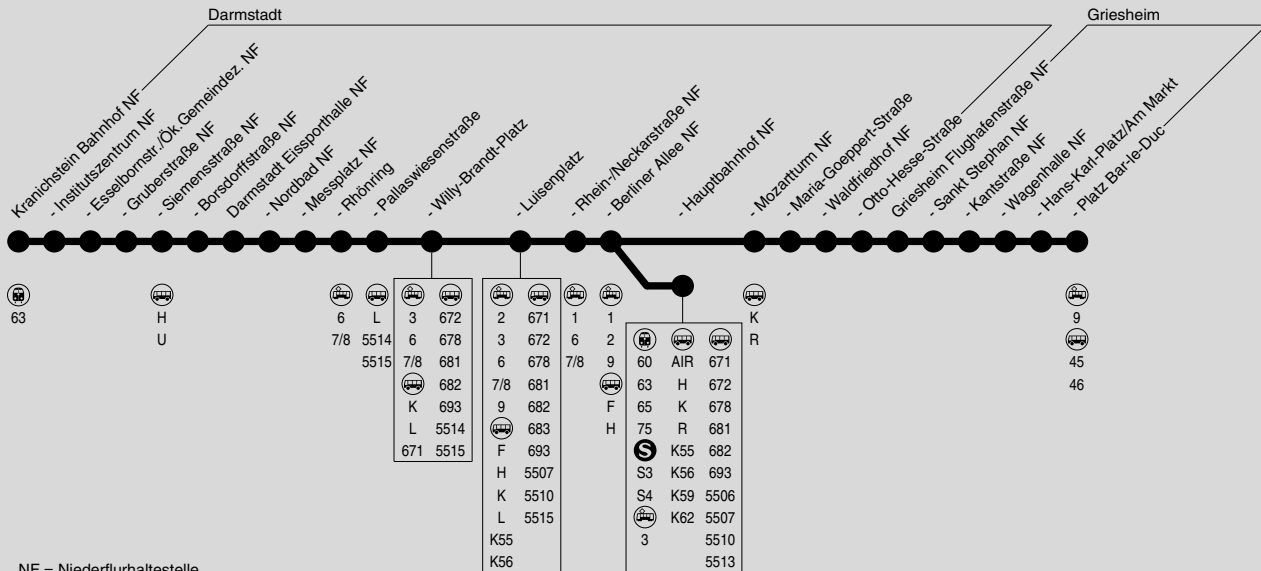 Darmstadt
Griesheim
Kranichstein Bahnhof NF
- Institutszentrum NF
- Esselbornstr./Ök.Gemeindez. NF
- Gruberstraße NF
- Siemensstraße NF
- Borsdorffstraße NF
Darmstadt Eissporthalle NF
- Nordbad NF
- Messplatz NF
- Rhönring
- Pallaswiesenstraße
- Willy-Brandt-Platz
- Luisenplatz
- Rhein-/Neckarstraße NF
- Berliner Allee NF
- Hauptbahnhof NF
- Mozartturm NF
- Maria-Goeppert-Straße
- Waldfriedhof NF
- Otto-Hesse-Straße
Griesheim Flughafenstraße NF
- Sankt Stephan NF
- Kantstraße NF
- Wagenhalle NF
- Hans-Karl-Platz/Am Markt
- Platz Bar-le-Duc
63
H
U
6
7/8
L
5514
5515
3
6
7/8
K
L
671
672
678
681
682
693
5514
5515
2
3
6
7/8
9
F
H
K
L
K55
K56
671
672
678
681
682
683
693
5507
5510
5515
1
6
7/8
1
2
9
F
H
60
63
65
75
S
S3
S4
3
AIR
H
K
R
K55
K56
K59
K62
671
672
678
681
682
693
5506
5507
5510
5513
K
R
9
45
46
NF = Niederflurhaltestelle